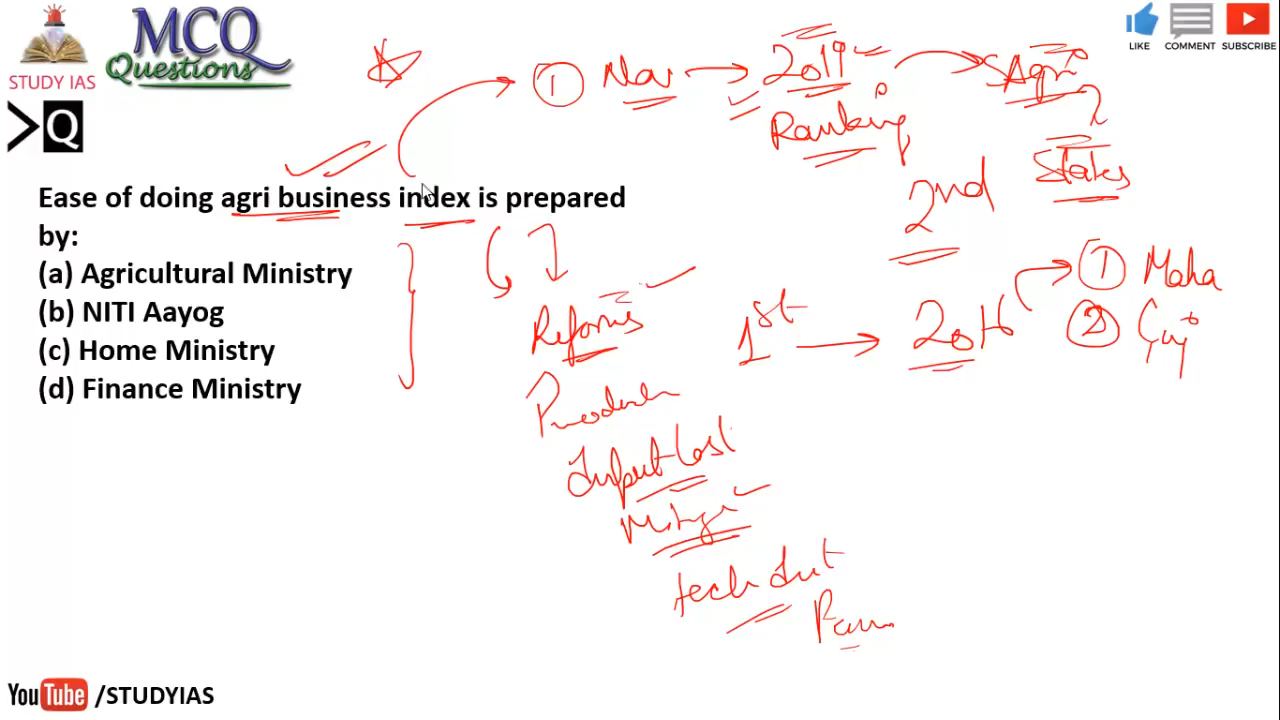 LIKE COMMENT SUBSCRIBE
MCQ
Questions
STUDY IAS
>Q
① Nov 2019 Agri
Ranking
States
2nd
Ease of doing agri business index is prepared
by:
(a) Agricultural Ministry
(b) NITI Aayog
(c) Home Ministry
(d) Finance Ministry
Reforms
1st 2016
① Maha
② Guj
Input Cost
tech
YouTube /STUDYIAS